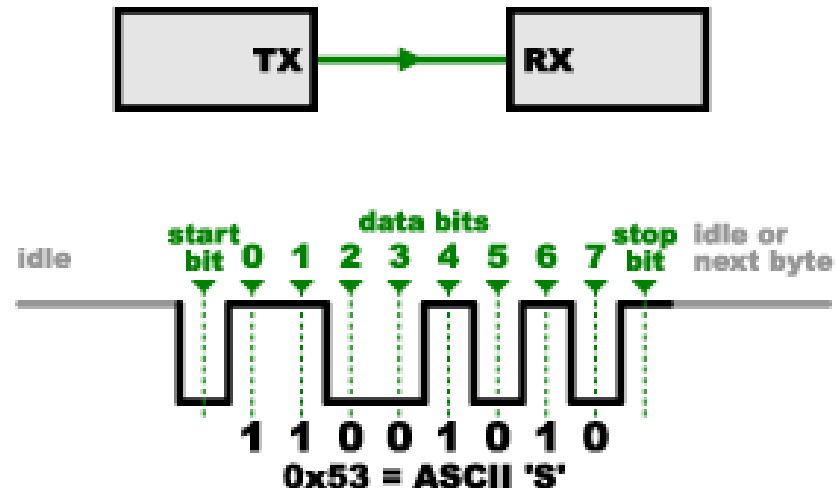 TX RX
data bits
start stop idle or
idle bit 0 1 2 3 4 5 6 7 bit next byte
1 1 0 0 1 0 1 0
0x53 = ASCII 'S'